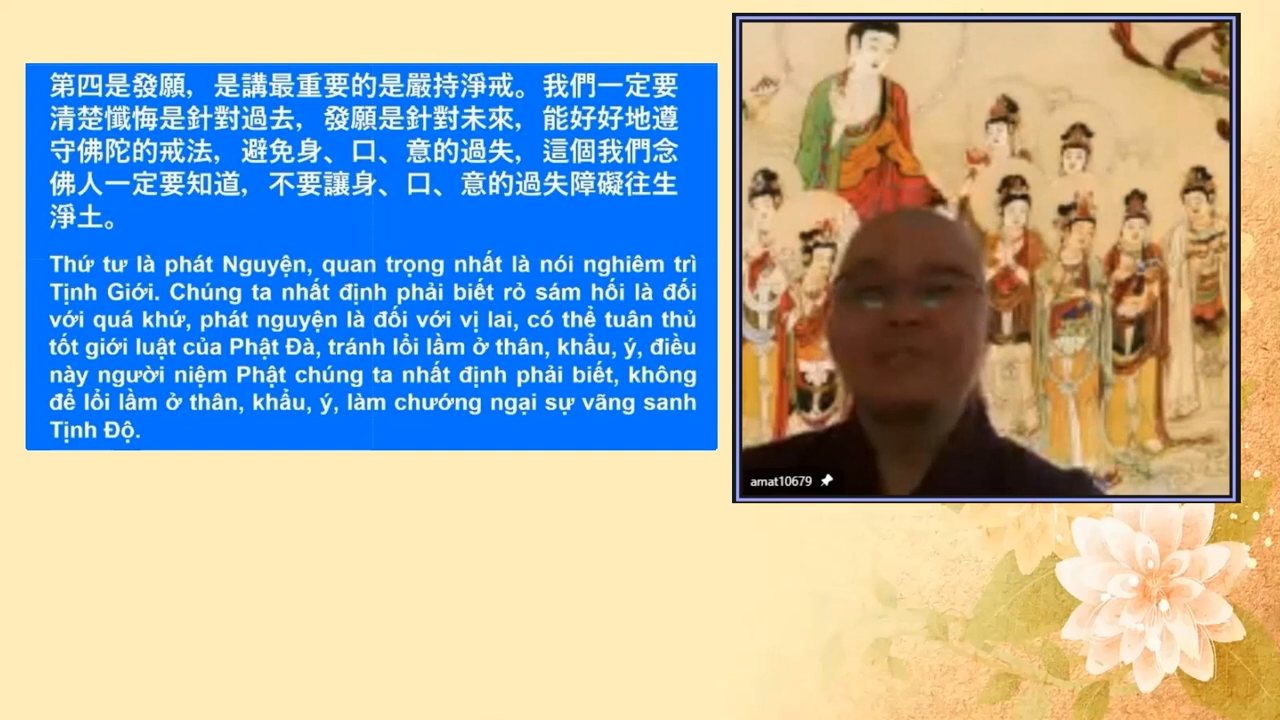 第四是發願，是講最重要的是嚴持淨戒。我們一定要
清楚懺悔是針對過去，發願是針對未來，能好好地遵
守佛陀的戒法，避免身、口、意的過失，這個我們念
佛人一定要知道，不要讓身、口、意的過失障礙往生
淨土。
Thứ tư là phát Nguyện, quan trọng nhất là nói nghiêm trì
Tịnh Giới. Chúng ta nhất định phải biết rỏ sám hối là đối
với quá khứ, phát nguyện là đối với vị lai, có thể tuân thủ
tốt giới luật của Phật Đà, tránh lổi lầm ở thân, khẩu, ý, điều
này người niệm Phật chúng ta nhất định phải biết, không
để lổi lầm ở thân, khẩu, ý, làm chướng ngại sự vãng sanh
Tịnh Độ.
amat10679